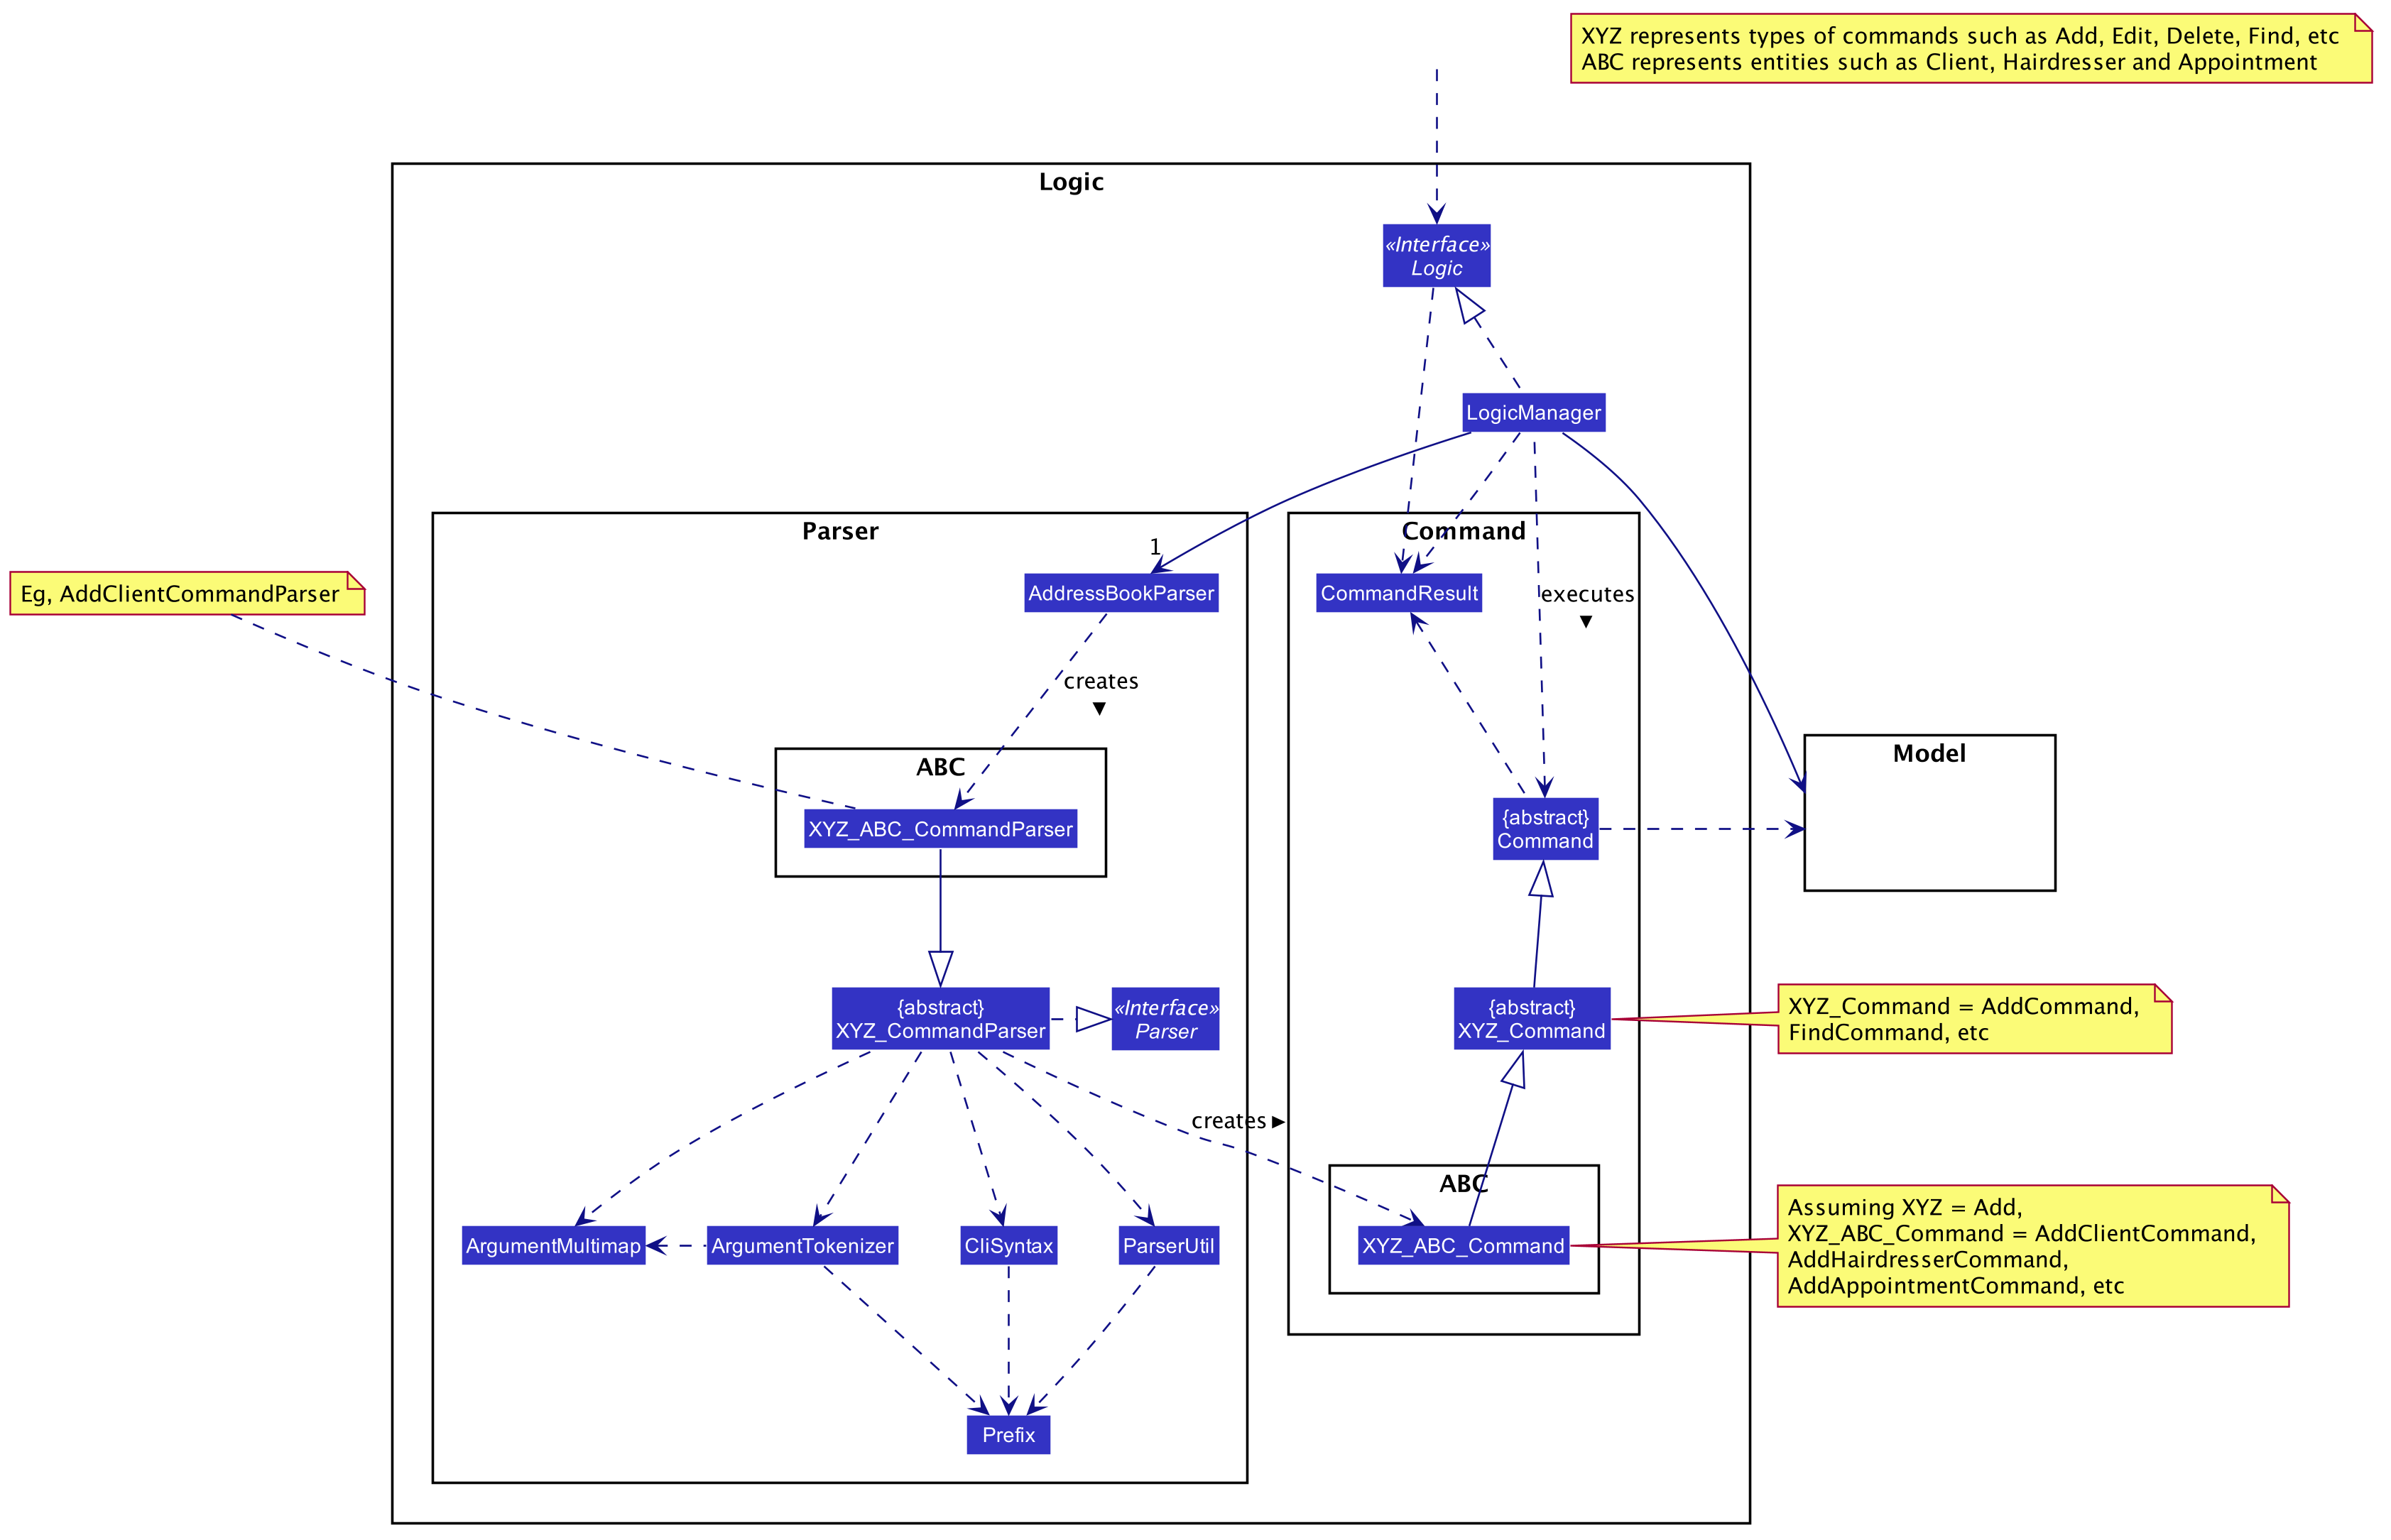 XYZ represents types of commands such as Add, Edit, Delete, Find, etc
ABC represents entities such as Client, Hairdresser and Appointment
Logic
«Interface»
Logic
LogicManager
Parser
Command
1
AddressBookParser
CommandResult
executes
▼
Eg, AddClientCommandParser
creates
▼
ABC
XYZ_ABC_CommandParser
{abstract}
Command
Model
{abstract}
XYZ_CommandParser
«Interface»
Parser
{abstract}
XYZ_Command
XYZ_Command = AddCommand,
FindCommand, etc
creates ►
ABC
ArgumentMultimap
ArgumentTokenizer
CliSyntax
ParserUtil
XYZ_ABC_Command
Assuming XYZ = Add,
XYZ_ABC_Command = AddClientCommand,
AddHairdresserCommand,
AddAppointmentCommand, etc
Prefix